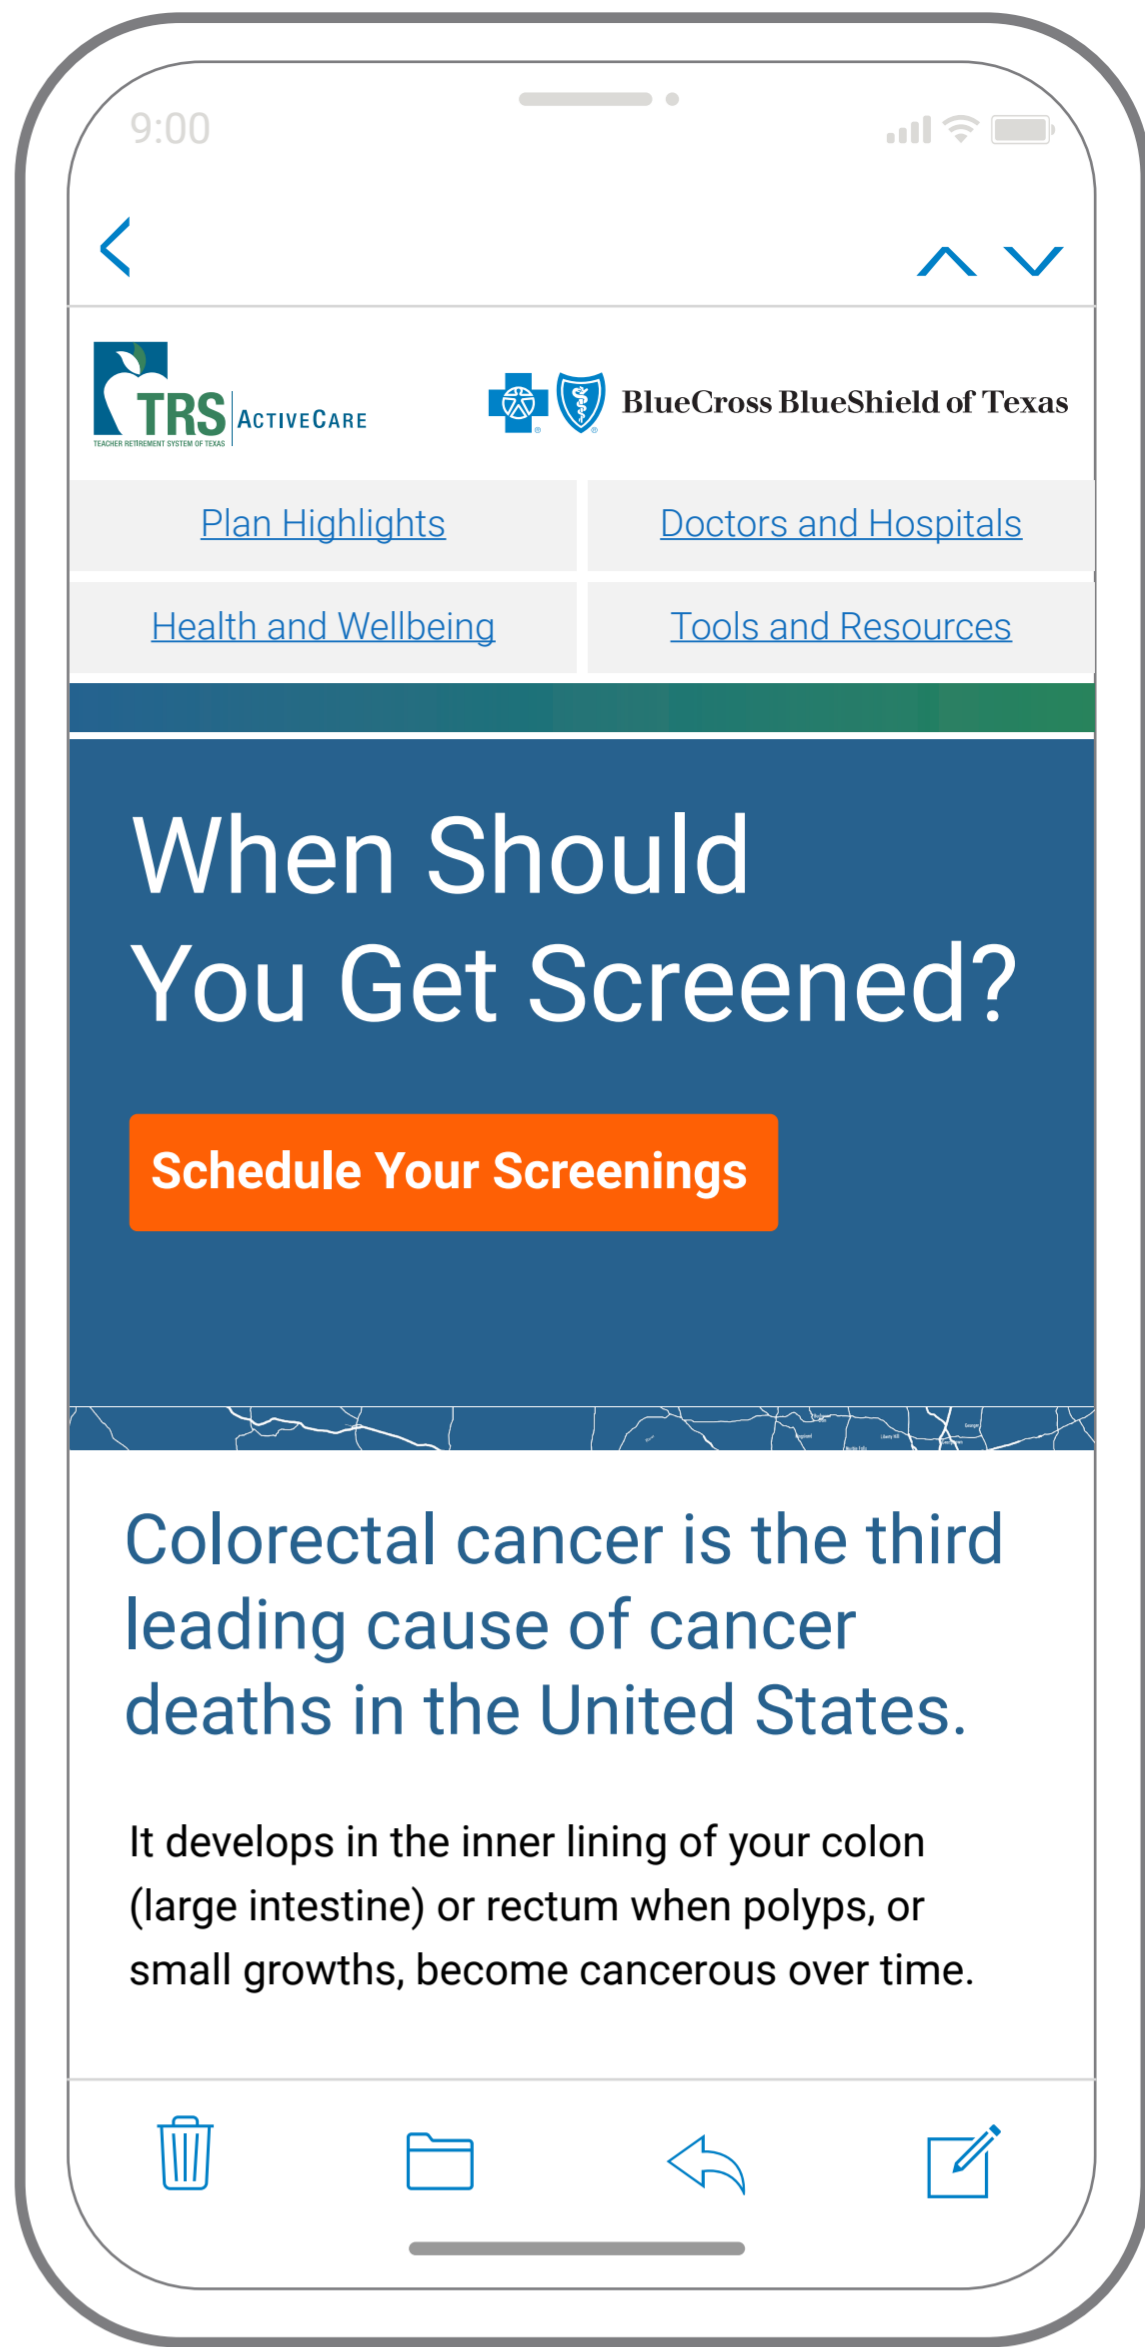 9:00
TRS ACTIVECARE
TEACHER RETIREMENT SYSTEM OF TEXAS
BlueCross BlueShield of Texas
Plan Highlights
Doctors and Hospitals
Health and Wellbeing
Tools and Resources
When Should
You Get Screened?
Schedule Your Screenings
Liberty Hill
Colorectal cancer is the third
leading cause of cancer
deaths in the United States.
It develops in the inner lining of your colon
(large intestine) or rectum when polyps, or
small growths, become cancerous over time.